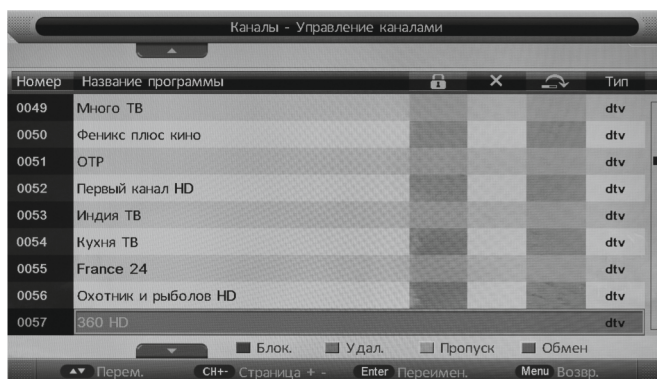 Каналы - Управление каналами
Номер Название программы Тип
0049 Много ТВ dtv
0050 Феникс плюс кино dtv
0051 ОТР dtv
0052 Первый канал HD dtv
0053 Индия ТВ dtv
0054 Кухня ТВ dtv
0055 France 24 dtv
0056 Охотник и рыболов HD dtv
0057 360 HD dtv
Блок. Удал. Пропуск Обмен
Перем. CH+- Страница + - Enter Переимен. Menu Возвр.